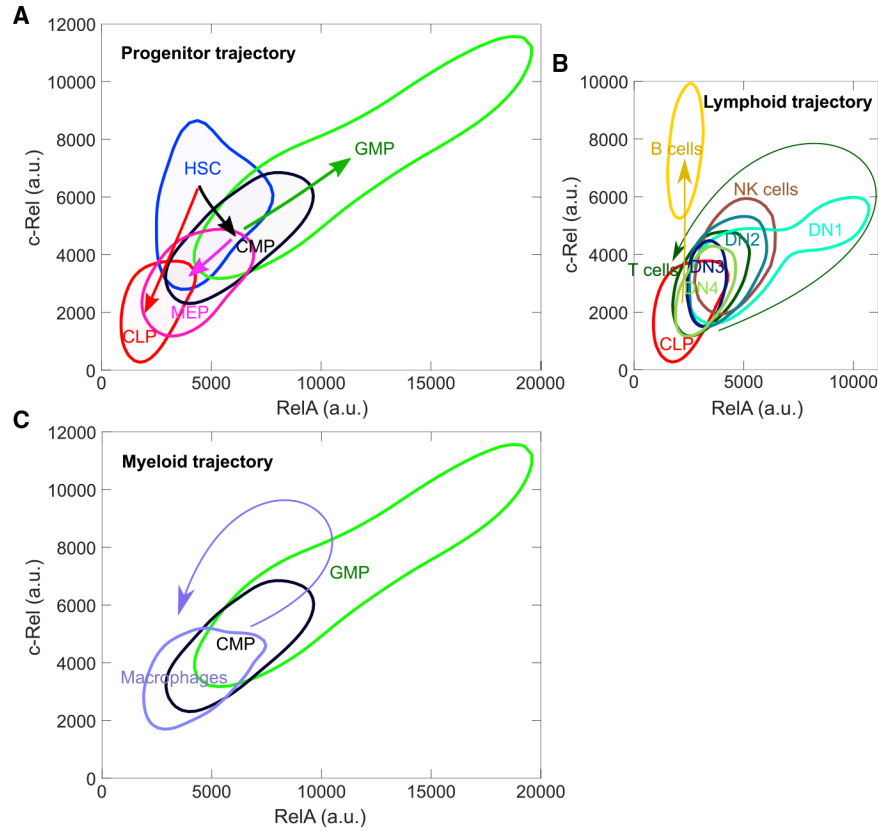 A
12000
10000
8000
6000
4000
2000
0
c-Rel (a.u.)
Progenitor trajectory
HSC
GMP
CMP
MEP
CLP
0
5000
10000
15000
20000
RelA (a.u.)
B
10000
8000
6000
4000
2000
0
c-Rel (a.u.)
Lymphoid trajectory
B cells
NK cells
DN1
DN2
T cells
DN3
DN4
CLP
0
5000
10000
RelA (a.u.)
C
12000
10000
8000
6000
4000
2000
0
c-Rel (a.u.)
Myeloid trajectory
GMP
CMP
Macrophages
0
5000
10000
15000
20000
RelA (a.u.)